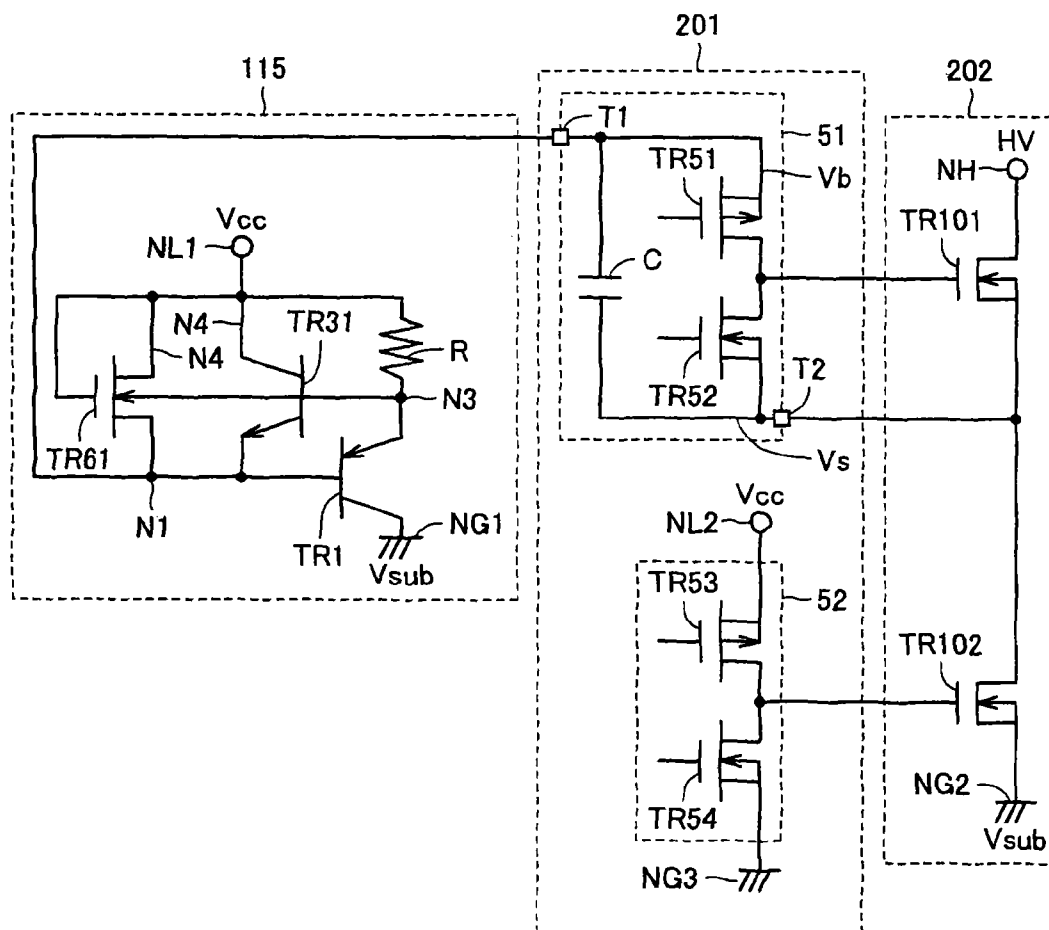 201
115
202
T1
51
HV
TR51
Vb
NH
Vcc
NL1
TR101
C
N4
TR31
N4
R
TR52
T2
N3
TR61
Vs
N1
Vcc
NL2
TR1
NG1
Vsub
TR53
52
TR102
TR54
NG2
Vsub
NG3